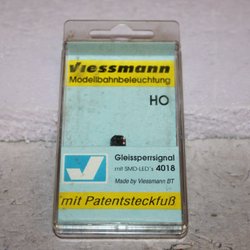 Viessmann
Modellbahnbeleuchtung
HO
Gleissperrsignal
mit SMD-LED's 4018
Made by Viessmann BT
mit Patentsteckfuß